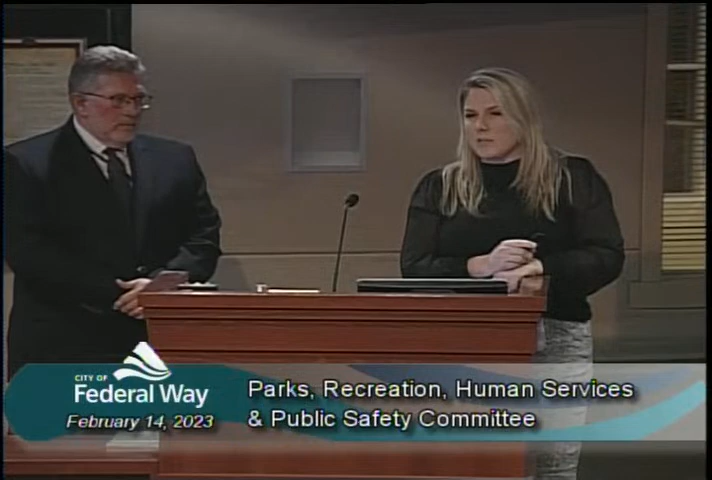 CITY OF
Federal Way
February 14, 2023
Parks, Recreation, Human Services
& Public Safety Committee